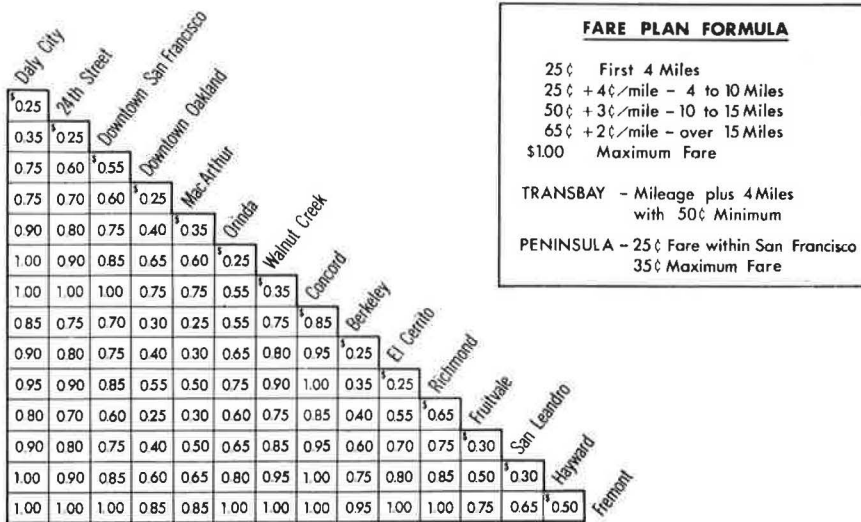 Daly City
$0.25 24th Street
0.35 $0.25 Downtown San Francisco
0.75 0.60 $0.55 Downtown Oakland
0.75 0.70 0.60 $0.25 MacArthur
0.90 0.80 0.75 0.40 $0.35 Orinda
1.00 0.90 0.85 0.65 0.60 $0.25 Walnut Creek
1.00 1.00 1.00 0.75 0.75 0.55 $0.35 Concord
0.85 0.75 0.70 0.30 0.25 0.55 0.75 $0.85 Berkeley
0.90 0.80 0.75 0.40 0.30 0.65 0.80 0.95 $0.25 El Cerrito
0.95 0.90 0.85 0.55 0.50 0.75 0.90 1.00 0.35 $0.25 Richmond
0.80 0.70 0.60 0.25 0.30 0.60 0.75 0.85 0.40 0.55 $0.65 Fruitvale
0.90 0.80 0.75 0.40 0.50 0.65 0.85 0.95 0.60 0.70 0.75 $0.30 San Leandro
1.00 0.90 0.85 0.60 0.65 0.80 0.95 1.00 0.75 0.80 0.85 0.50 $0.30 Hayward
1.00 1.00 1.00 0.85 0.85 1.00 1.00 1.00 0.95 1.00 1.00 0.75 0.65 $0.50 Fremont
FARE PLAN FORMULA
25¢ First 4 Miles
25¢ +4¢/mile – 4 to 10 Miles
50¢ +3¢/mile – 10 to 15 Miles
65¢ +2¢/mile – over 15 Miles
$1.00 Maximum Fare
TRANSBAY – Mileage plus 4 Miles
with 50¢ Minimum
PENINSULA – 25¢ Fare within San Francisco
35¢ Maximum Fare